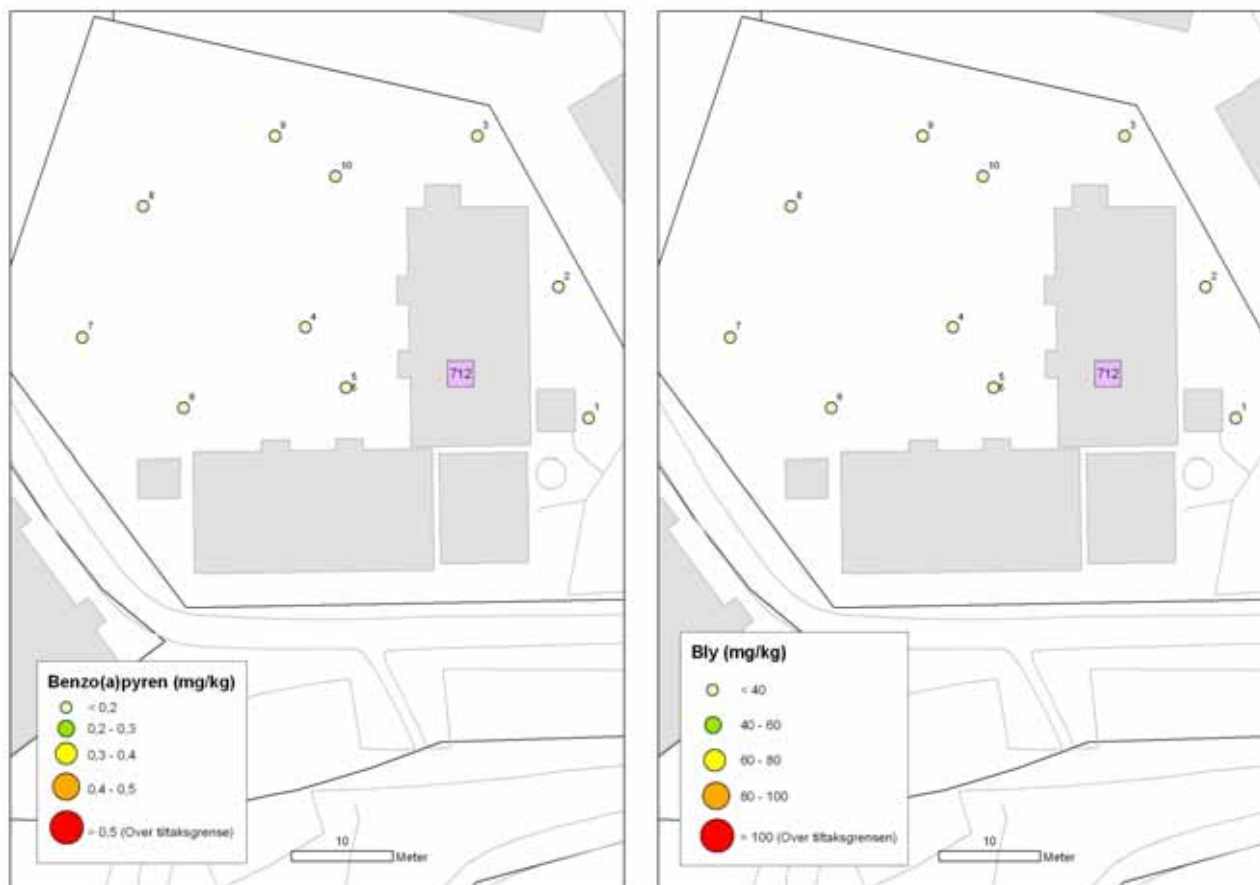 9
3
10
8
2
4
7
712
5
6
1
Benzo(a)pyren (mg/kg)
< 0,2
0,2 - 0,3
0,3 - 0,4
0,4 - 0,5
> 0,5 (Over tiltaksgrense)
10
Meter
9
3
10
8
2
4
7
712
5
6
1
Bly (mg/kg)
< 40
40 - 60
60 - 80
80 - 100
> 100 (Over tiltaksgrensen)
10
Meter